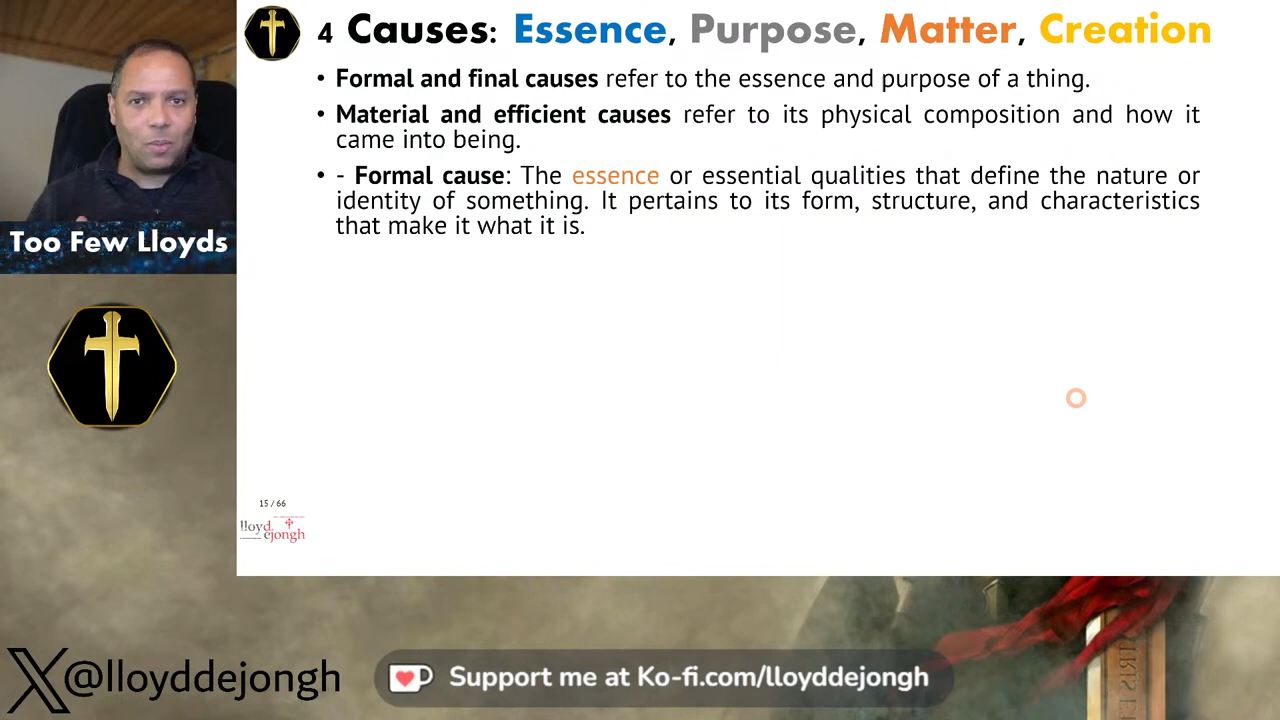 4 Causes: Essence, Purpose, Matter, Creation
• Formal and final causes refer to the essence and purpose of a thing.
• Material and efficient causes refer to its physical composition and how it
came into being.
• - Formal cause: The essence or essential qualities that define the nature or
identity of something. It pertains to its form, structure, and characteristics
that make it what it is.
Too Few Lloyds
15 / 66
lloyd
ejongh
X@lloyddejongh
Support me at Ko-fi.com/lloyddejongh